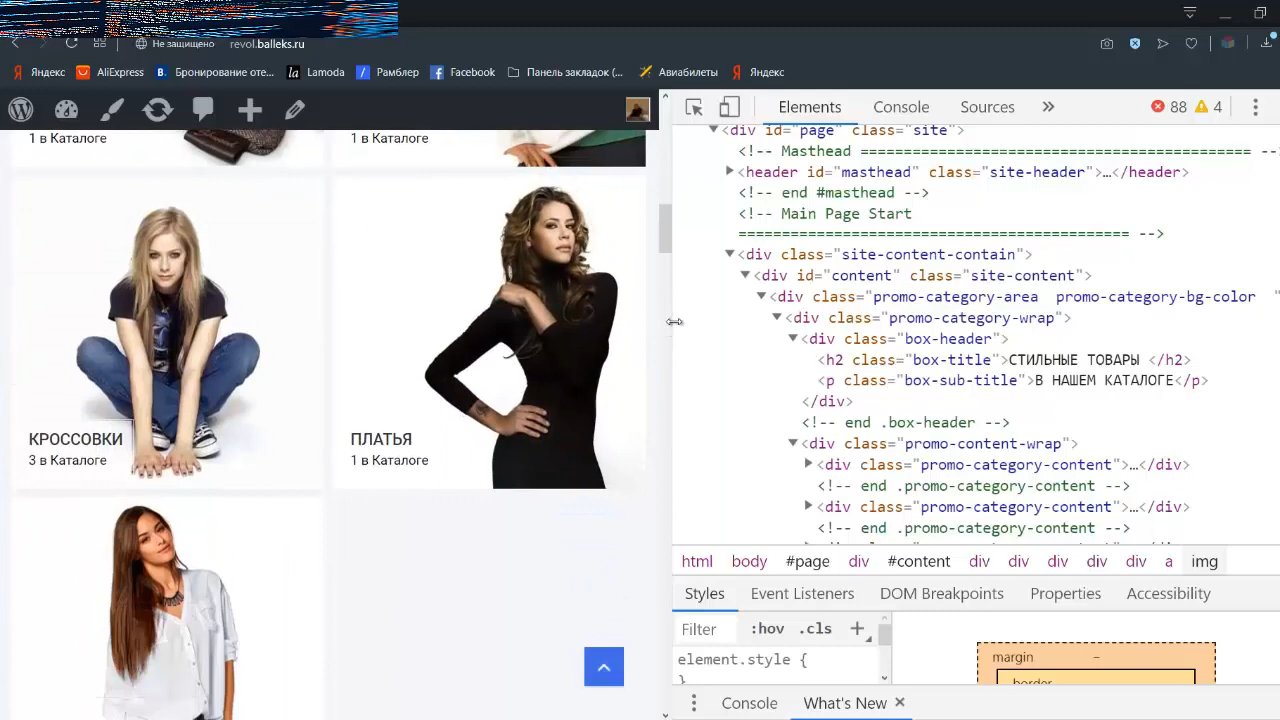 Не защищено revol.balleks.ru
Яндекс AliExpress Бронирование оте... Lamoda Рамблер Facebook Панель закладок (... Авиабилеты Яндекс
Elements Console Sources 88 4
1 в Каталоге 1 в Каталоге
<div id="page" class="site">
<!-- Masthead ============================================ --
<header id="masthead" class="site-header">…</header>
<!-- end #masthead -->
<!-- Main Page Start
============================================ -->
<div class="site-content-contain">
<div id="content" class="site-content">
<div class="promo-category-area promo-category-bg-color "
<div class="promo-category-wrap">
<div class="box-header">
<h2 class="box-title">СТИЛЬНЫЕ ТОВАРЫ </h2>
<p class="box-sub-title">В НАШЕМ КАТАЛОГЕ</p>
</div>
<!-- end .box-header -->
<div class="promo-content-wrap">
<div class="promo-category-content">…</div>
<!-- end .promo-category-content -->
<div class="promo-category-content">…</div>
<!-- end .promo-category-content -->
КРОССОВКИ
3 в Каталоге
ПЛАТЬЯ
1 в Каталоге
html body #page div #content div div div div a img
Styles Event Listeners DOM Breakpoints Properties Accessibility
Filter :hov .cls +
element.style {
}
margin –
border
Console What's New